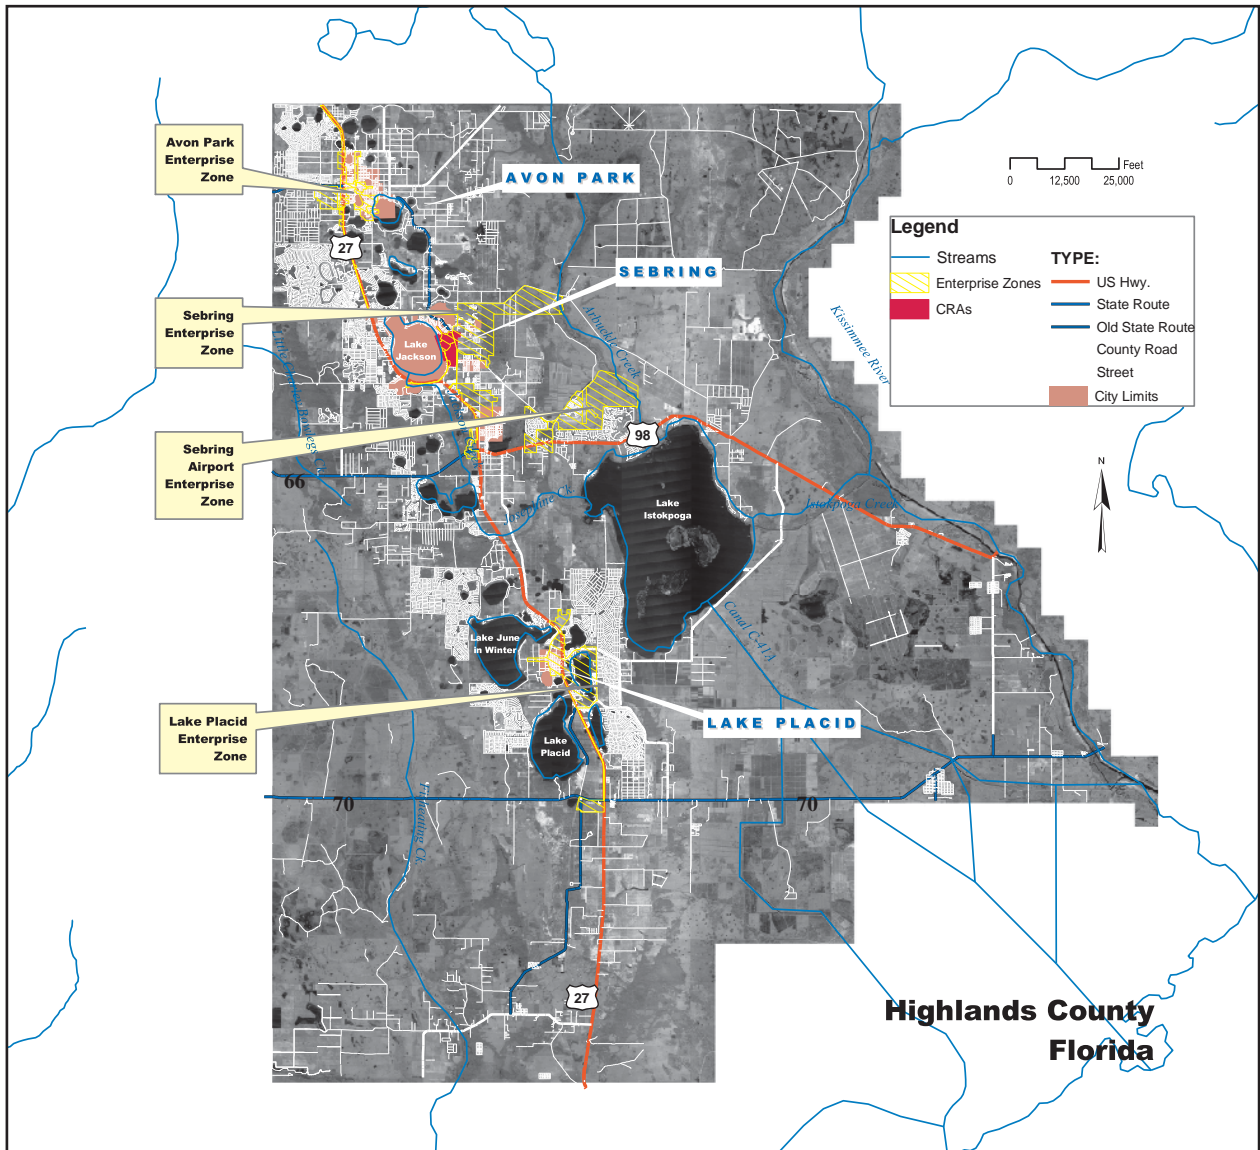 Avon Park
Enterprise
Zone
AVON PARK
0 12,500 25,000 Feet
27
Legend
Streams
Enterprise Zones
CRAs
TYPE:
US Hwy.
State Route
Old State Route
County Road
Street
City Limits
SEBRING
Sebring
Enterprise
Zone
Lake
Jackson
Arbuckle Creek
Kissimmee River
Sebring
Airport
Enterprise
Zone
98
66
N
Lake
Istokpoga
Istokpoga Creek
Josephine Ck.
Canal C-41A
Lake June
in Winter
Lake Placid
Enterprise
Zone
LAKE PLACID
Lake
Placid
70
70
Fisheating Ck.
27
Highlands County
Florida